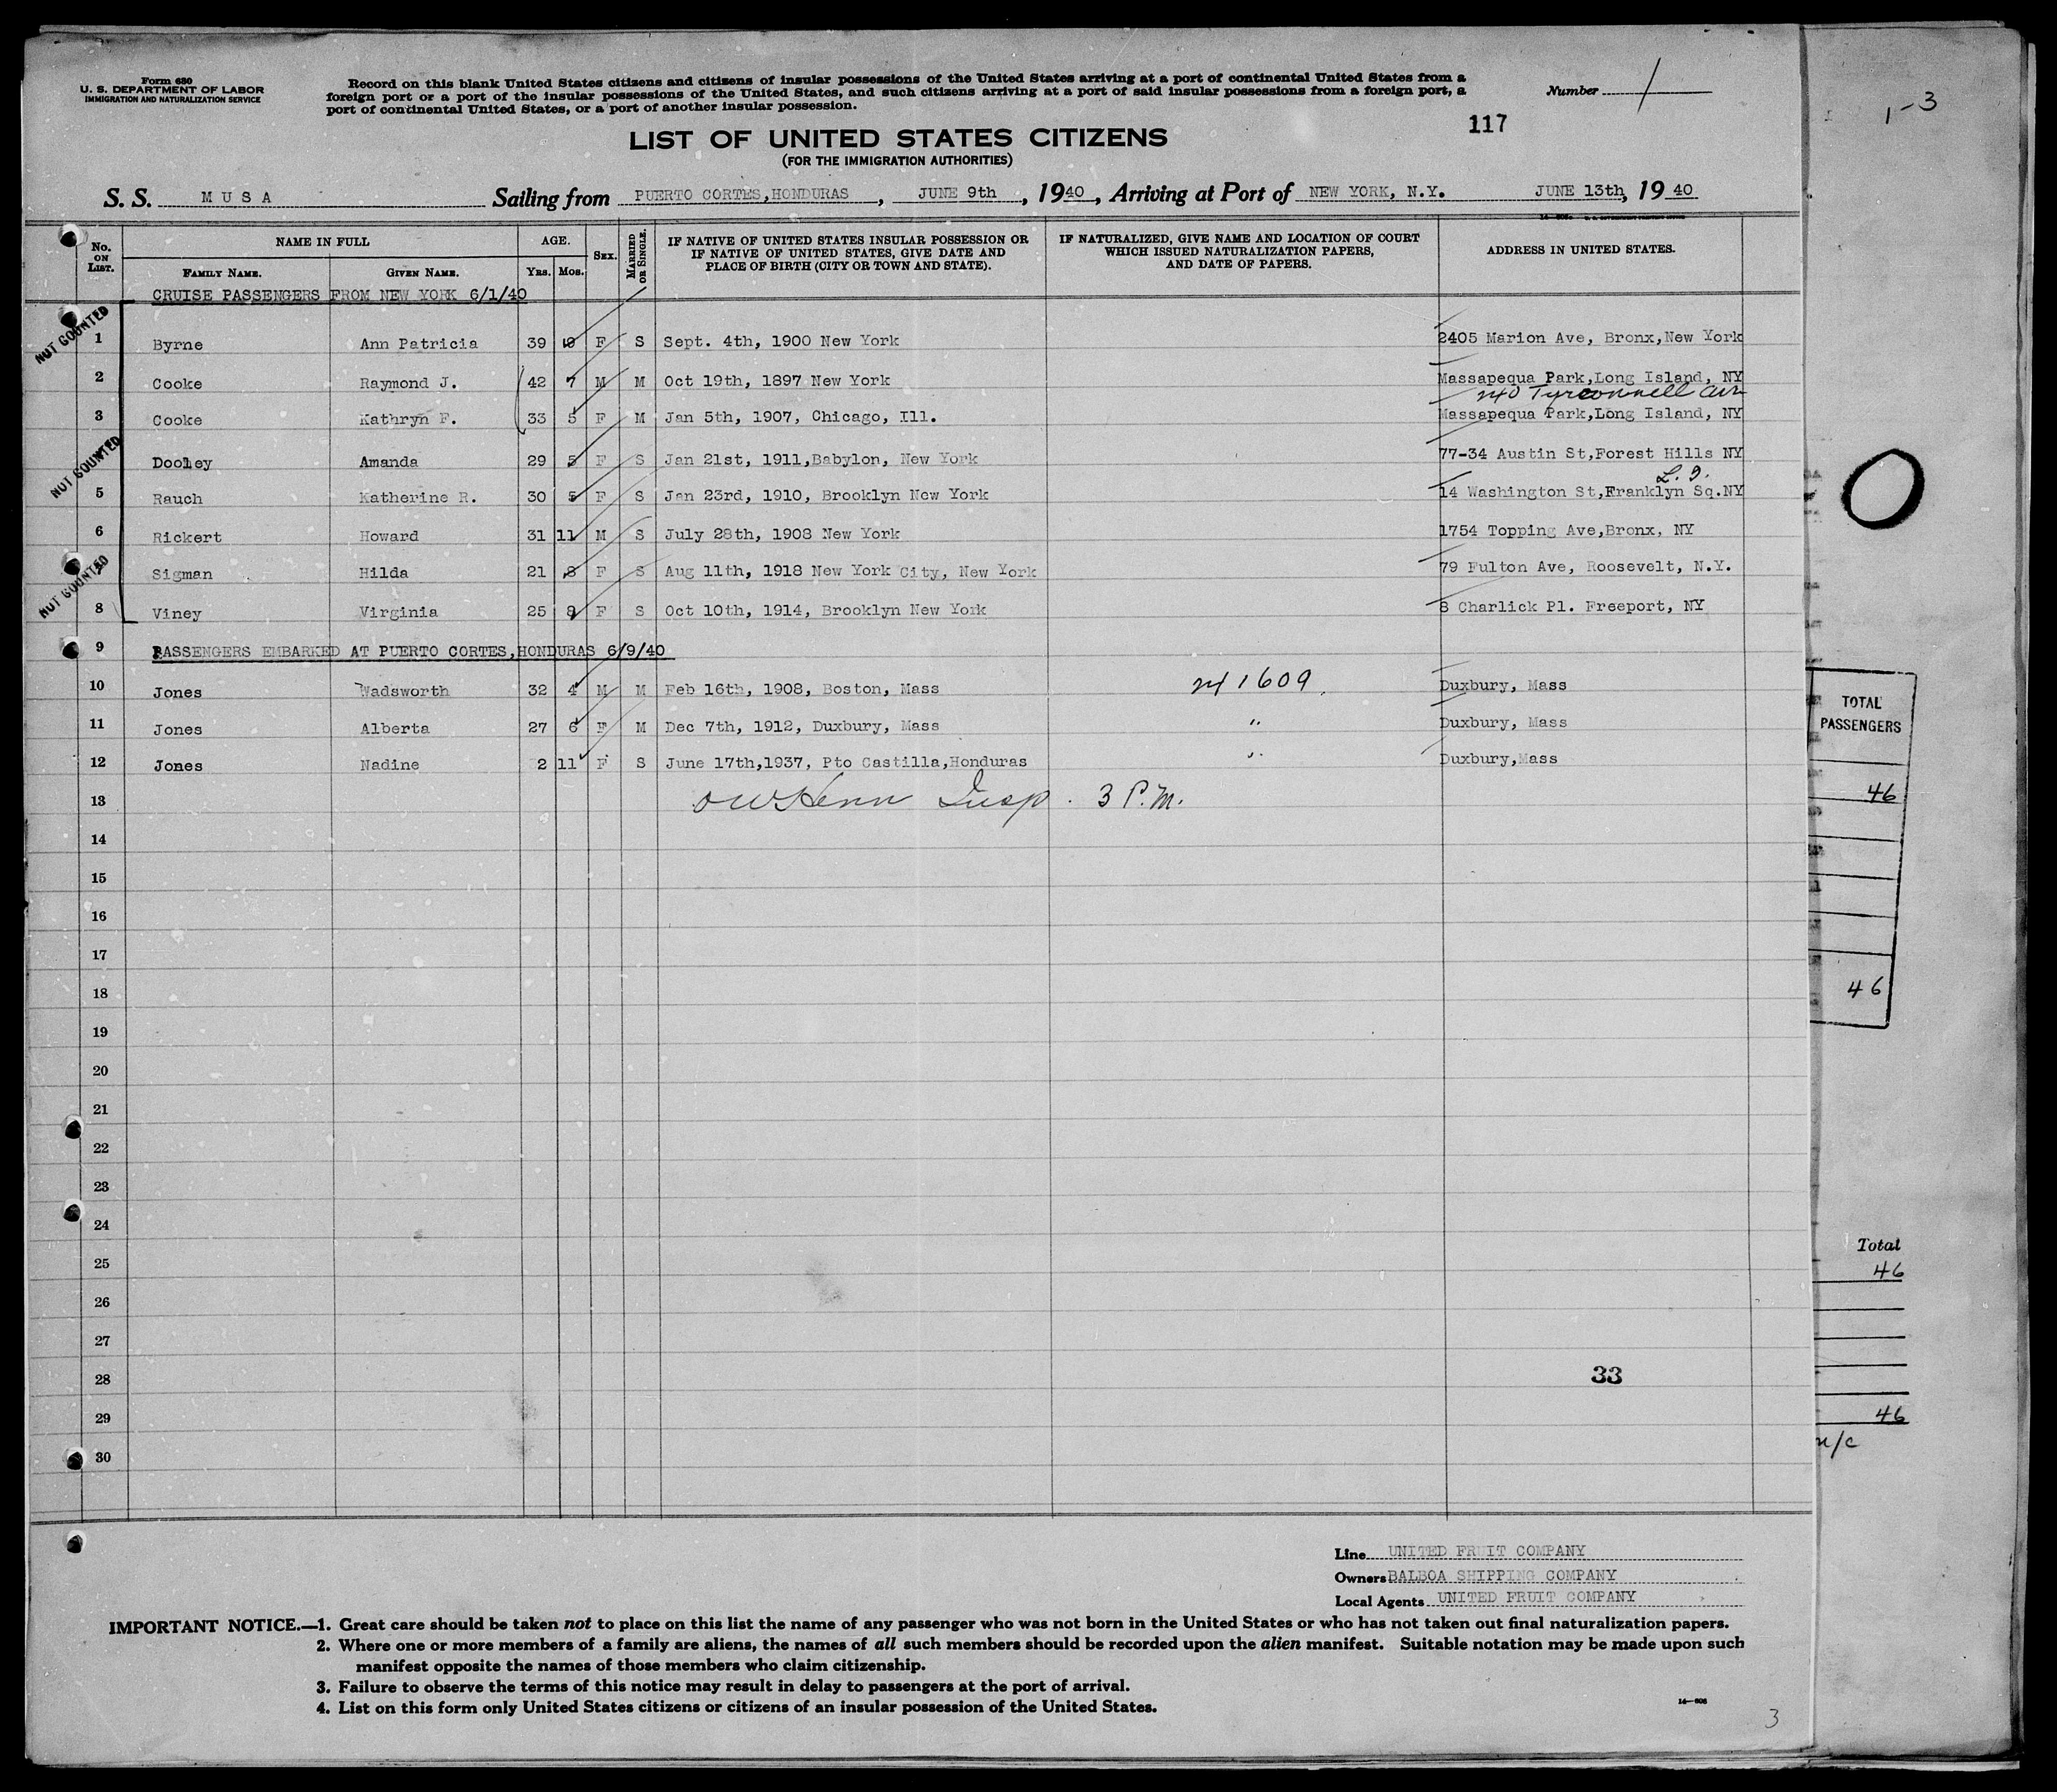 Form 630
U. S. DEPARTMENT OF LABOR
IMMIGRATION AND NATURALIZATION SERVICE
Record on this blank United States citizens and citizens of insular possessions of the United States arriving at a port of continental United States from a
foreign port or a port of the insular possessions of the United States, and such citizens arriving at a port of said insular possessions from a foreign port, a
port of continental United States, or a port of another insular possession.
Number 1
1-3
117
LIST OF UNITED STATES CITIZENS
(FOR THE IMMIGRATION AUTHORITIES)
S. S. MUSA Sailing from PUERTO CORTES,HONDURAS, JUNE 9th, 1940, Arriving at Port of NEW YORK, N.Y. JUNE 13th, 1940
No. ON LIST. NAME IN FULL FAMILY NAME. GIVEN NAME. AGE. YRS. MOS. SEX. MARRIED OR SINGLE. IF NATIVE OF UNITED STATES INSULAR POSSESSION OR IF NATIVE OF UNITED STATES, GIVE DATE AND PLACE OF BIRTH (CITY OR TOWN AND STATE). IF NATURALIZED, GIVE NAME AND LOCATION OF COURT WHICH ISSUED NATURALIZATION PAPERS, AND DATE OF PAPERS. ADDRESS IN UNITED STATES.
CRUISE PASSENGERS FROM NEW YORK 6/1/40
NOT COUNTED
1 Byrne Ann Patricia 39 9 F S Sept. 4th, 1900 New York 2405 Marion Ave, Bronx,New York
2 Cooke Raymond J. 42 7 M M Oct 19th, 1897 New York Massapequa Park,Long Island, NY
240 Tyrconnell Ave
3 Cooke Kathryn F. 33 5 F M Jan 5th, 1907, Chicago, Ill. Massapequa Park,Long Island, NY
NOT COUNTED
Dooley Amanda 29 5 F S Jan 21st, 1911,Babylon, New York 77-34 Austin St,Forest Hills NY
L. I.
5 Rauch Katherine R. 30 5 F S Jan 23rd, 1910, Brooklyn New York 14 Washington St,Franklyn Sq.NY
6 Rickert Howard 31 11 M S July 28th, 1908 New York 1754 Topping Ave,Bronx, NY
NOT COUNTED
7 Sigman Hilda 21 8 F S Aug 11th, 1918 New York City, New York 79 Fulton Ave, Roosevelt, N.Y.
8 Viney Virginia 25 8 F S Oct 10th, 1914, Brooklyn New York 8 Charlick Pl. Freeport, NY
9 PASSENGERS EMBARKED AT PUERTO CORTES,HONDURAS 6/9/40
10 Jones Wadsworth 32 4 M M Feb 16th, 1908, Boston, Mass 1609 Duxbury, Mass
11 Jones Alberta 27 6 F M Dec 7th, 1912, Duxbury, Mass " Duxbury, Mass
12 Jones Nadine 2 11 F S June 17th,1937, Pto Castilla,Honduras " Duxbury,Mass
13 Insp. 3 P.M.
14
15
16
17
18
19
20
21
22
23
24
25
26
27
28 33
29
30
TOTAL
PASSENGERS
46
46
Total
46
46
n/c
Line UNITED FRUIT COMPANY
Owners BALBOA SHIPPING COMPANY
Local Agents UNITED FRUIT COMPANY
IMPORTANT NOTICE.—1. Great care should be taken not to place on this list the name of any passenger who was not born in the United States or who has not taken out final naturalization papers.
2. Where one or more members of a family are aliens, the names of all such members should be recorded upon the alien manifest. Suitable notation may be made upon such
manifest opposite the names of those members who claim citizenship.
3. Failure to observe the terms of this notice may result in delay to passengers at the port of arrival.
4. List on this form only United States citizens or citizens of an insular possession of the United States.
3